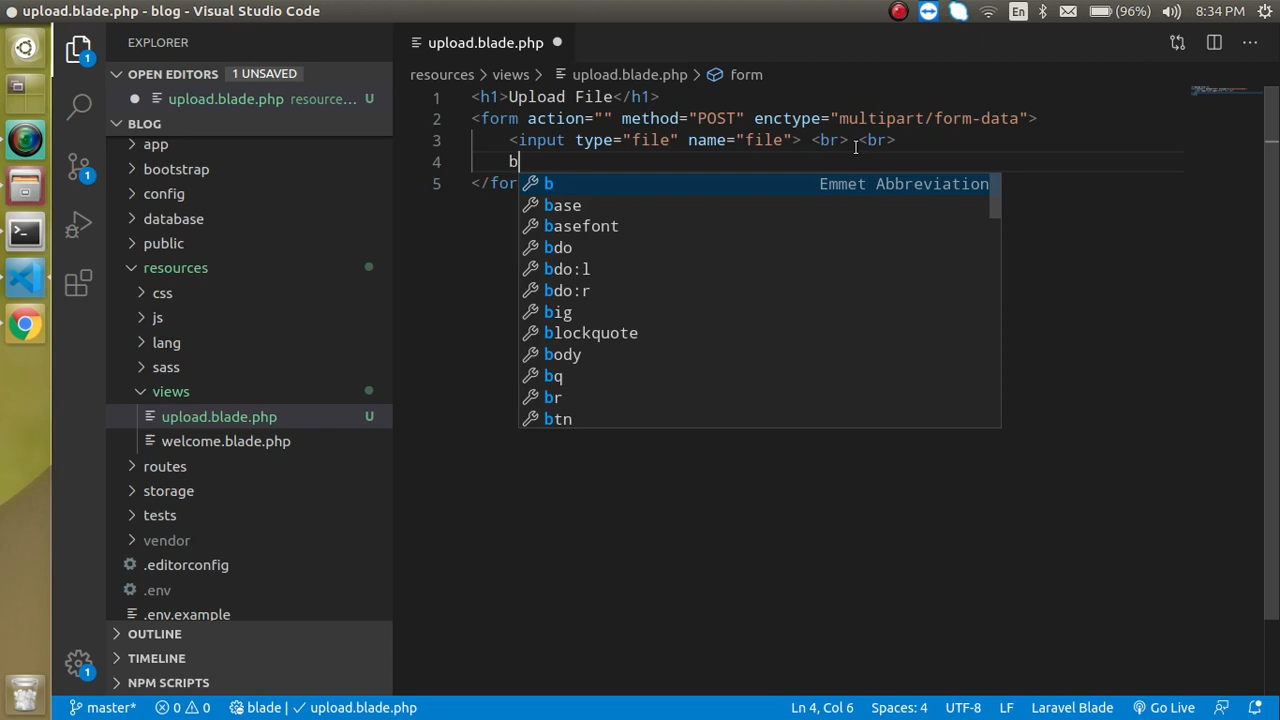 upload.blade.php - blog - Visual Studio Code
En
(96%)
8:34 PM
EXPLORER
OPEN EDITORS
1 UNSAVED
upload.blade.php resource...
U
BLOG
app
bootstrap
config
database
public
resources
css
js
lang
sass
views
upload.blade.php
U
welcome.blade.php
routes
storage
tests
vendor
.editorconfig
.env
.env.example
OUTLINE
TIMELINE
NPM SCRIPTS
1
1
1
upload.blade.php
resources > views > upload.blade.php > form
1 <h1>Upload File</h1>
2 <form action="" method="POST" enctype="multipart/form-data">
3 <input type="file" name="file"> <br> <br>
4 b
5 </for
b Emmet Abbreviation
base
basefont
bdo
bdo:l
bdo:r
big
blockquote
body
bq
br
btn
master*
0 0
blade | ✓ upload.blade.php
Ln 4, Col 6
Spaces: 4
UTF-8
LF
Laravel Blade
Go Live